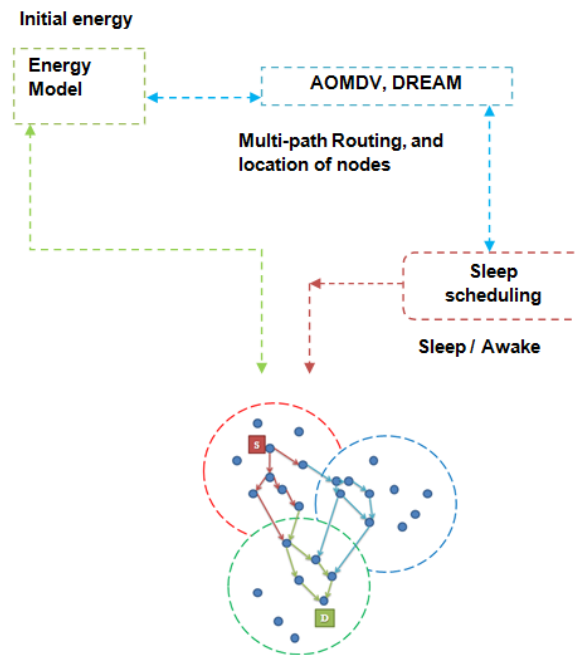 Initial energy
Energy
Model
AOMDV, DREAM
Multi-path Routing, and
location of nodes
Sleep
scheduling
Sleep / Awake
S
D